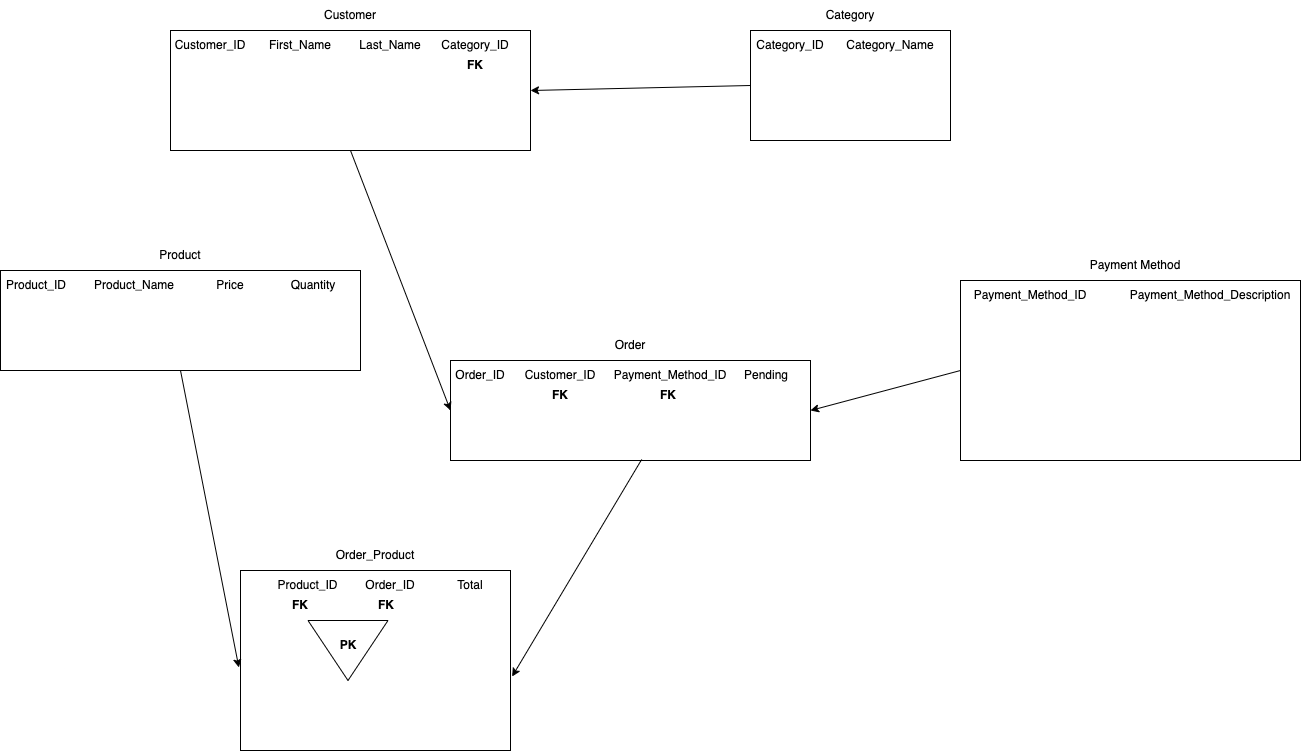 Customer
Customer_ID First_Name Last_Name Category_ID
FK
Category
Category_ID Category_Name
Product
Product_ID Product_Name Price Quantity
Payment Method
Payment_Method_ID Payment_Method_Description
Order
Order_ID Customer_ID Payment_Method_ID Pending
FK FK
Order_Product
Product_ID Order_ID Total
FK FK
PK